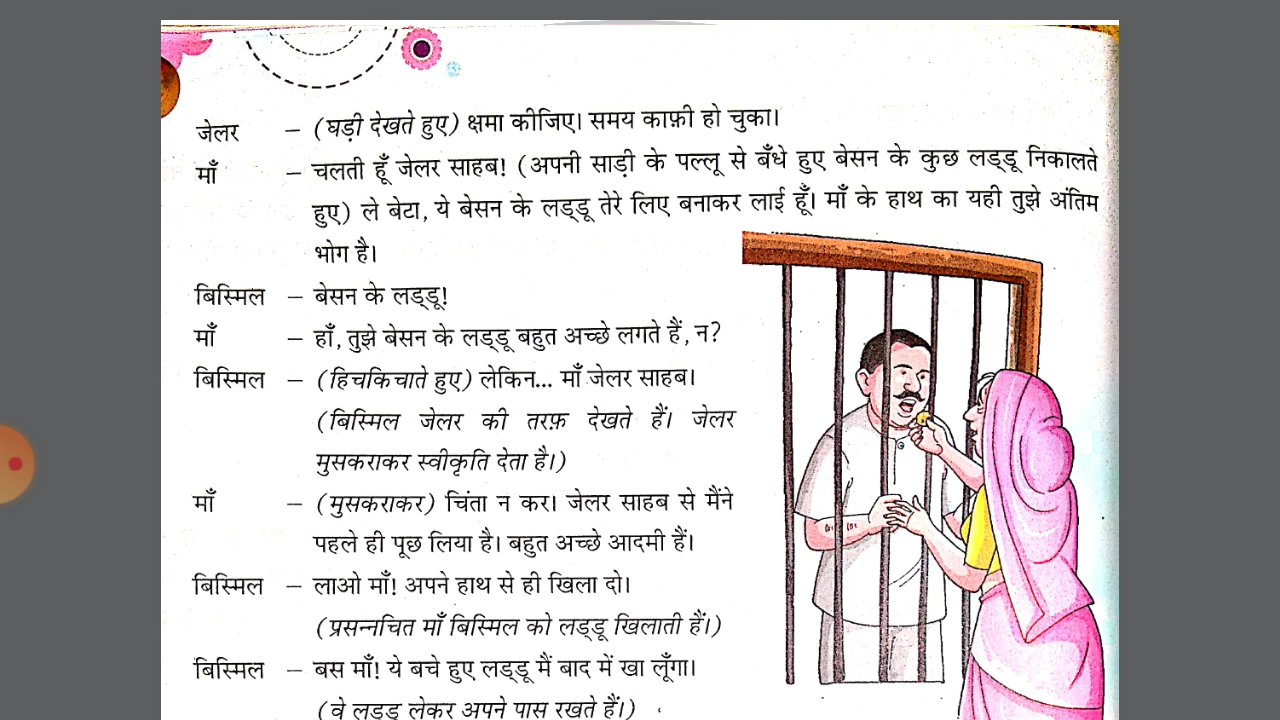 जेलर – (घड़ी देखते हुए) क्षमा कीजिए। समय काफ़ी हो चुका।
माँ – चलती हूँ जेलर साहब! (अपनी साड़ी के पल्लू से बँधे हुए बेसन के कुछ लड्डू निकालते
हुए) ले बेटा, ये बेसन के लड्डू तेरे लिए बनाकर लाई हूँ। माँ के हाथ का यही तुझे अंतिम
भोग है।
बिस्मिल – बेसन के लड्डू!
माँ – हाँ, तुझे बेसन के लड्डू बहुत अच्छे लगते हैं, न?
बिस्मिल – (हिचकिचाते हुए) लेकिन... माँ जेलर साहब।
(बिस्मिल जेलर की तरफ़ देखते हैं। जेलर
मुसकराकर स्वीकृति देता है।)
माँ – (मुसकराकर) चिंता न कर। जेलर साहब से मैंने
पहले ही पूछ लिया है। बहुत अच्छे आदमी हैं।
बिस्मिल – लाओ माँ! अपने हाथ से ही खिला दो।
(प्रसन्नचित माँ बिस्मिल को लड्डू खिलाती हैं।)
बिस्मिल – बस माँ! ये बचे हुए लड्डू मैं बाद में खा लूँगा।
(वे लड्डू लेकर अपने पास रखते हैं।)